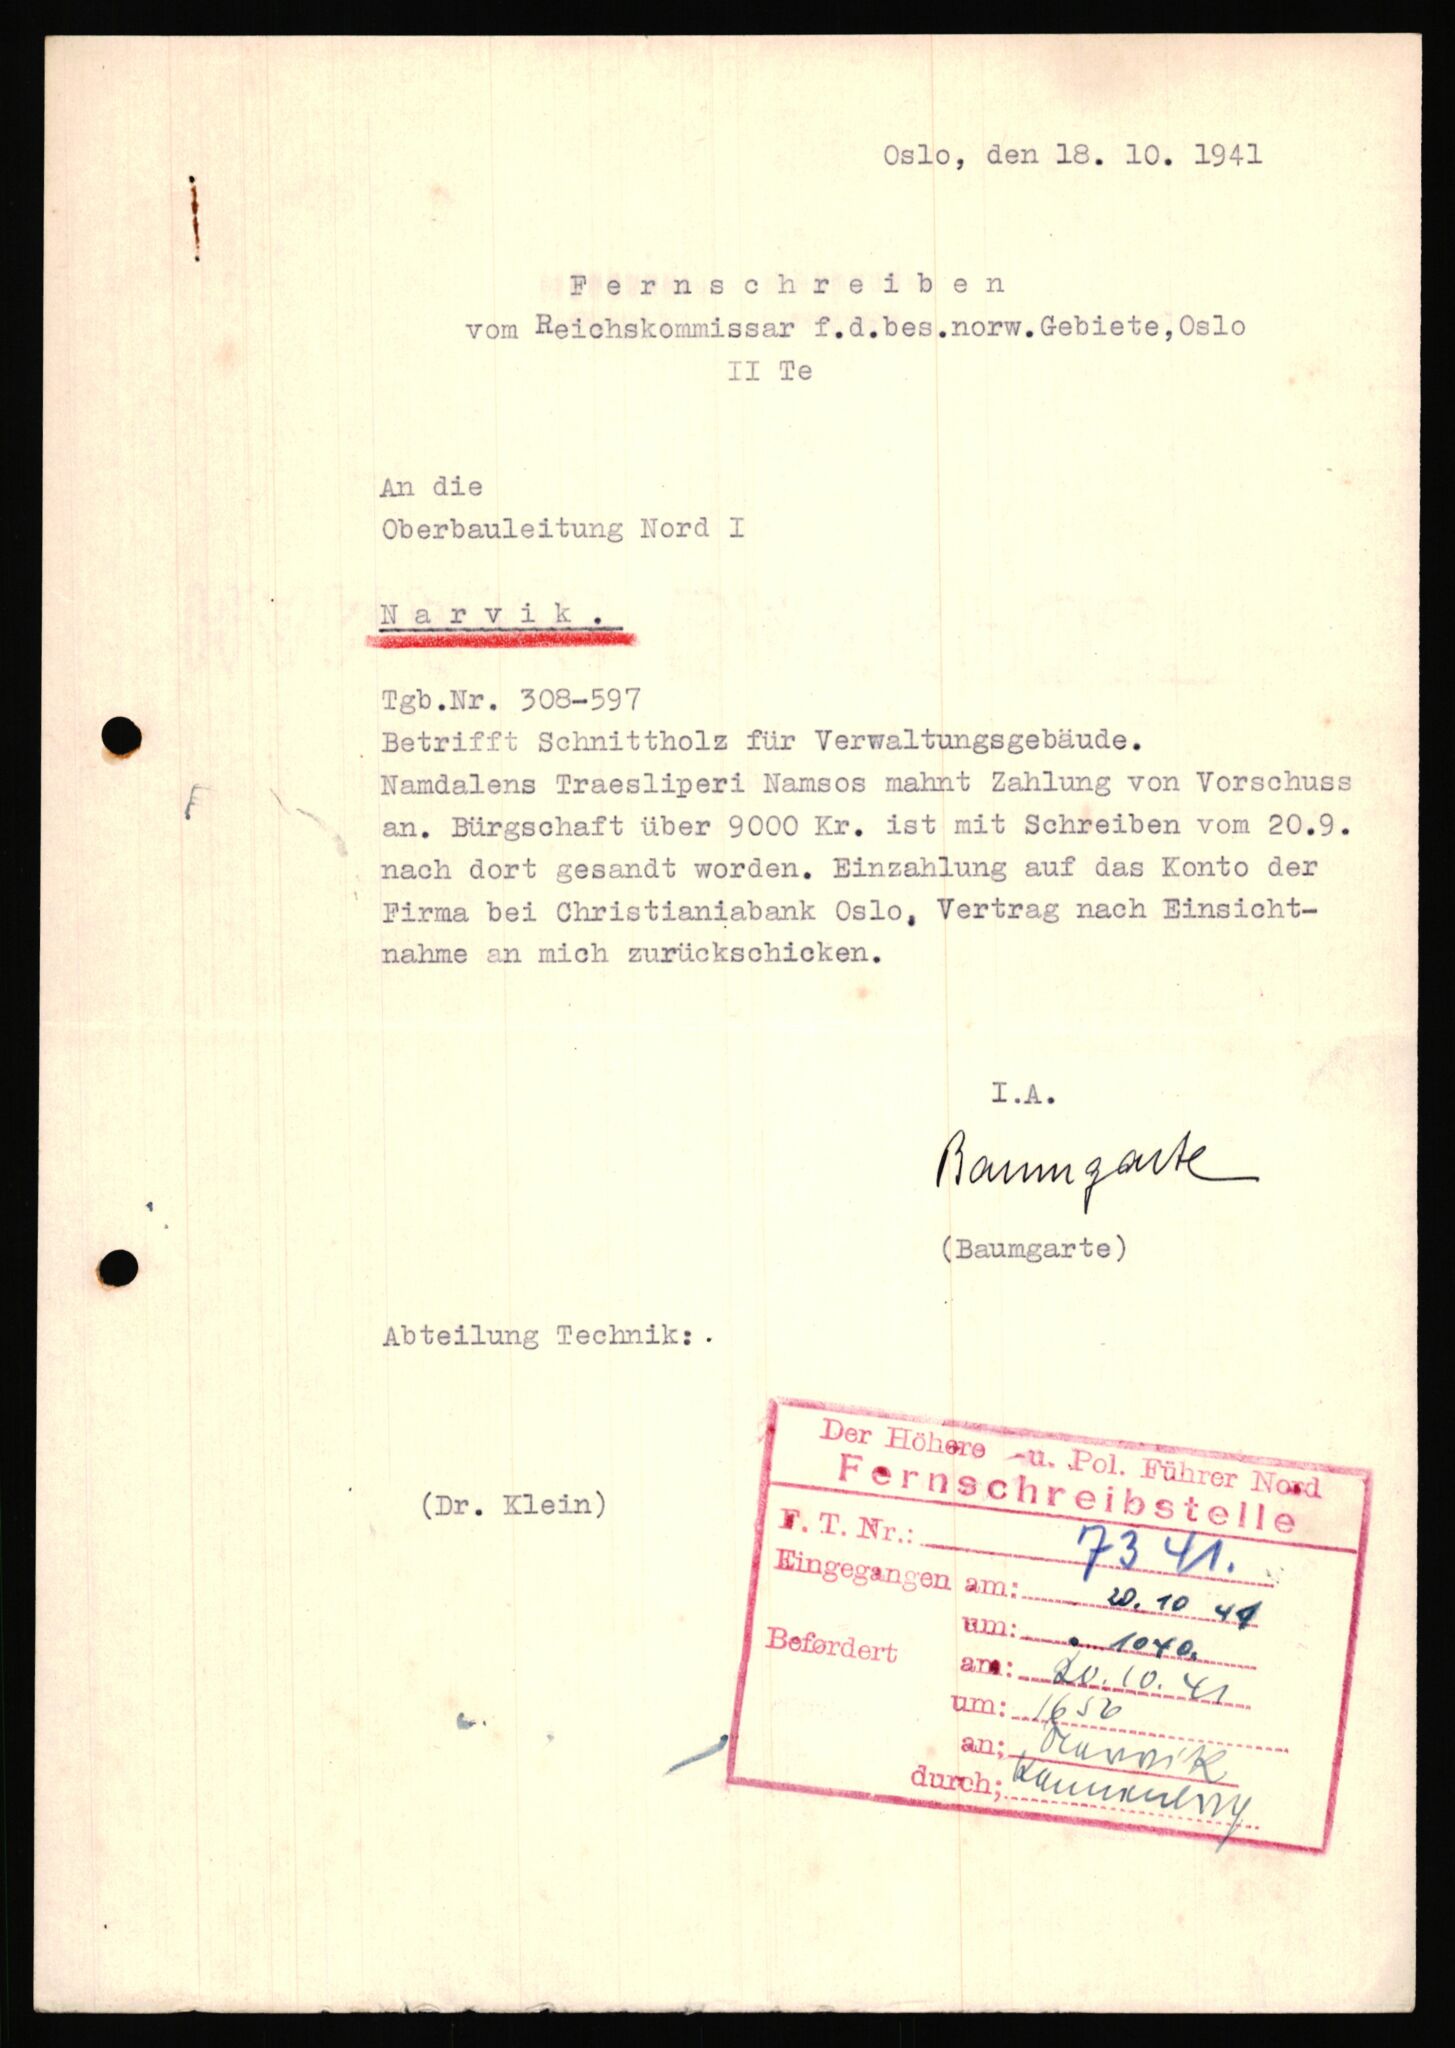 Oslo, den 18. 10. 1941
F e r n s c h r e i b e n
vom Reichskommissar f.d.bes.norw.Gebiete,Oslo
II Te
An die
Oberbauleitung Nord I
N a r v i k .
Tgb.Nr. 308-597
Betrifft Schnittholz für Verwaltungsgebäude.
Namdalens Traesliperi Namsos mahnt Zahlung von Vorschuss
an. Bürgschaft über 9000 Kr. ist mit Schreiben vom 20.9.
nach dort gesandt worden. Einzahlung auf das Konto der
Firma bei Christianiabank Oslo, Vertrag nach Einsicht-
nahme an mich zurückschicken.
I.A.
Baumgarte
(Baumgarte)
Abteilung Technik: .
(Dr. Klein)
Der Höhere -u. Pol. Führer Nord
Fernschreibstelle
F. T. Nr.: 7341.
Eingegangen am: 20.10 41
um: 1040.
Befördert am: 20.10.41
um: 1650
an; Narvik
durch;